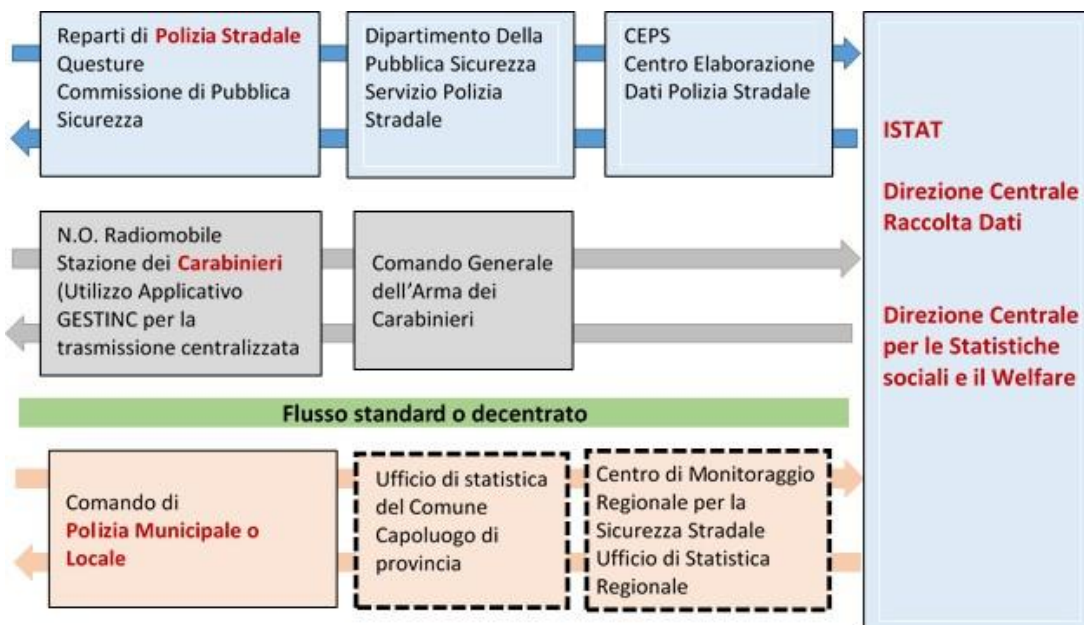 Reparti di Polizia Stradale
Questure
Commissione di Pubblica
Sicurezza
Dipartimento Della
Pubblica Sicurezza
Servizio Polizia
Stradale
CEPS
Centro Elaborazione
Dati Polizia Stradale
ISTAT
Direzione Centrale
Raccolta Dati
Direzione Centrale
per le Statistiche
sociali e il Welfare
N.O. Radiomobile
Stazione dei Carabinieri
(Utilizzo Applicativo
GESTINC per la
trasmissione centralizzata
Comando Generale
dell'Arma dei
Carabinieri
Flusso standard o decentrato
Comando di
Polizia Municipale o
Locale
Ufficio di statistica
del Comune
Capoluogo di
provincia
Centro di Monitoraggio
Regionale per la
Sicurezza Stradale
Ufficio di Statistica
Regionale